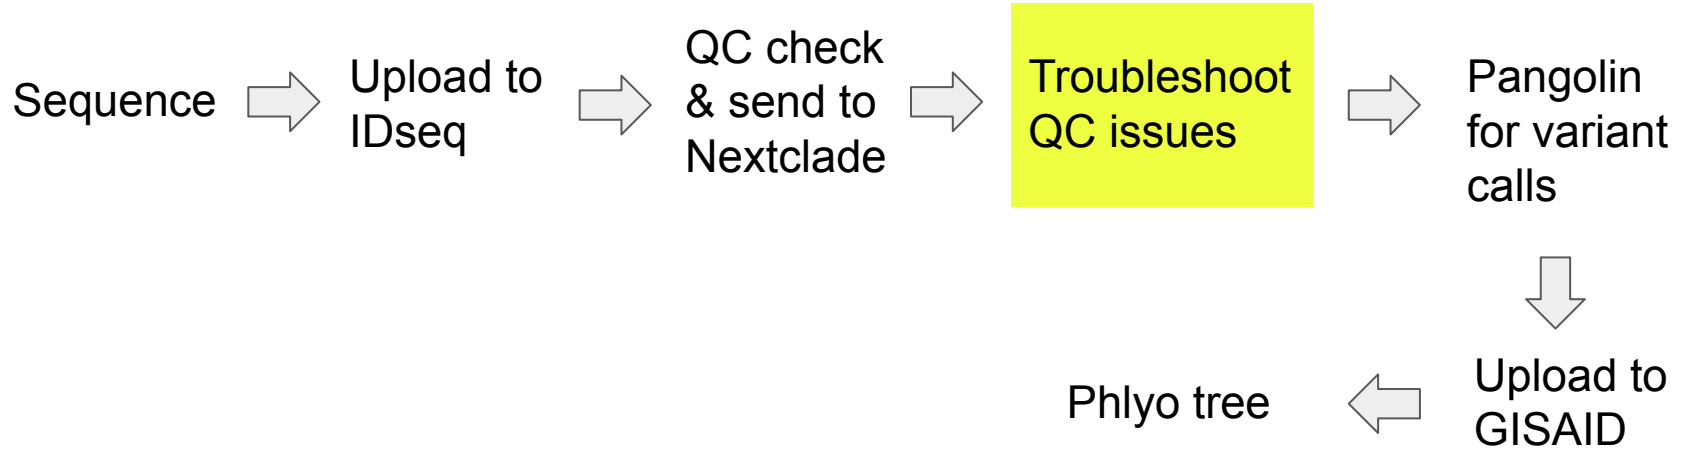 Sequence
Upload to
IDseq
QC check
& send to
Nextclade
Troubleshoot
QC issues
Pangolin
for variant
calls
Upload to
GISAID
Phlyo tree